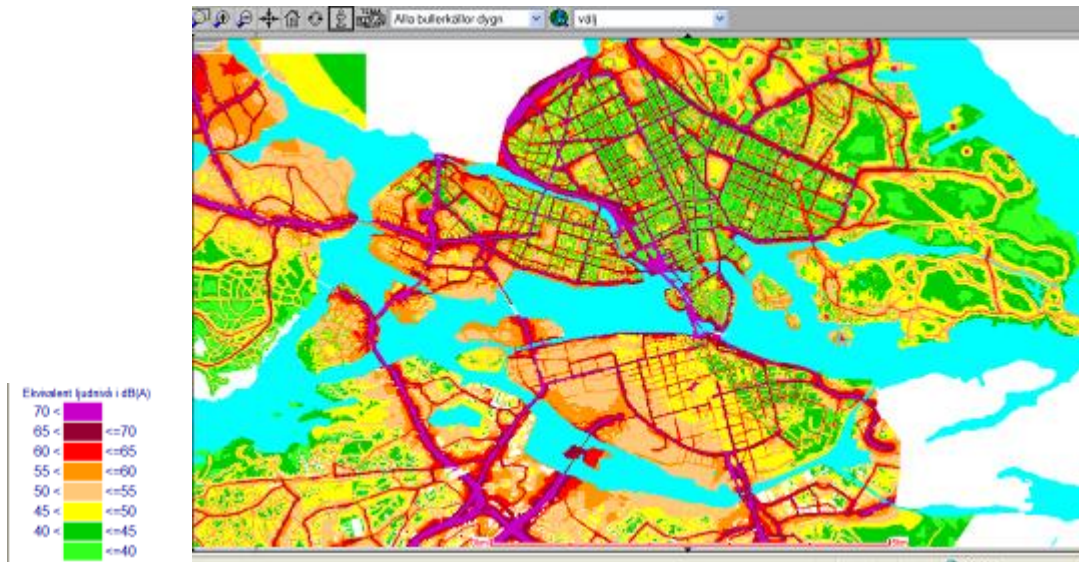 Alla bullerkällor dygn
välj
Ekvivalent ljudnivå i dB(A)
70 <
65 < <=70
60 < <=65
55 < <=60
50 < <=55
45 < <=50
40 < <=45
<=40